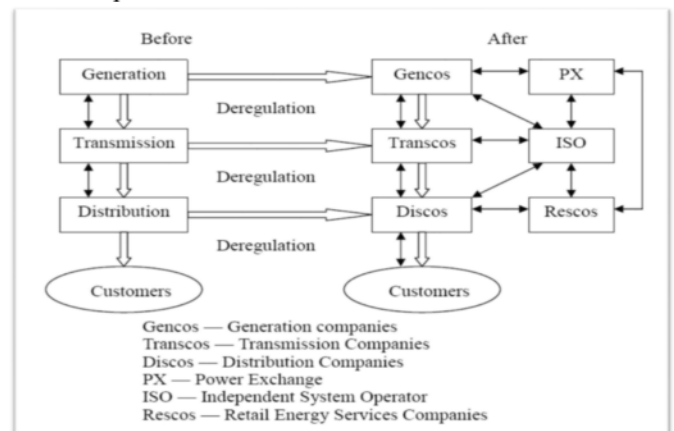 Before After
Generation Gencos PX
Deregulation
Transmission Transcos ISO
Deregulation
Distribution Discos Rescos
Deregulation
Customers Customers
Gencos — Generation companies
Transcos — Transmission Companies
Discos — Distribution Companies
PX — Power Exchange
ISO — Independent System Operator
Rescos — Retail Energy Services Companies